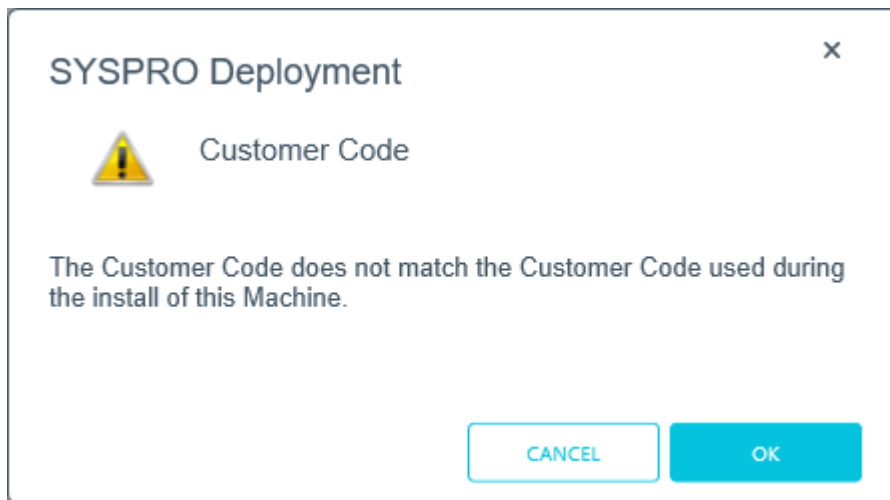 SYSPRO Deployment
Customer Code
The Customer Code does not match the Customer Code used during
the install of this Machine.
CANCEL
OK